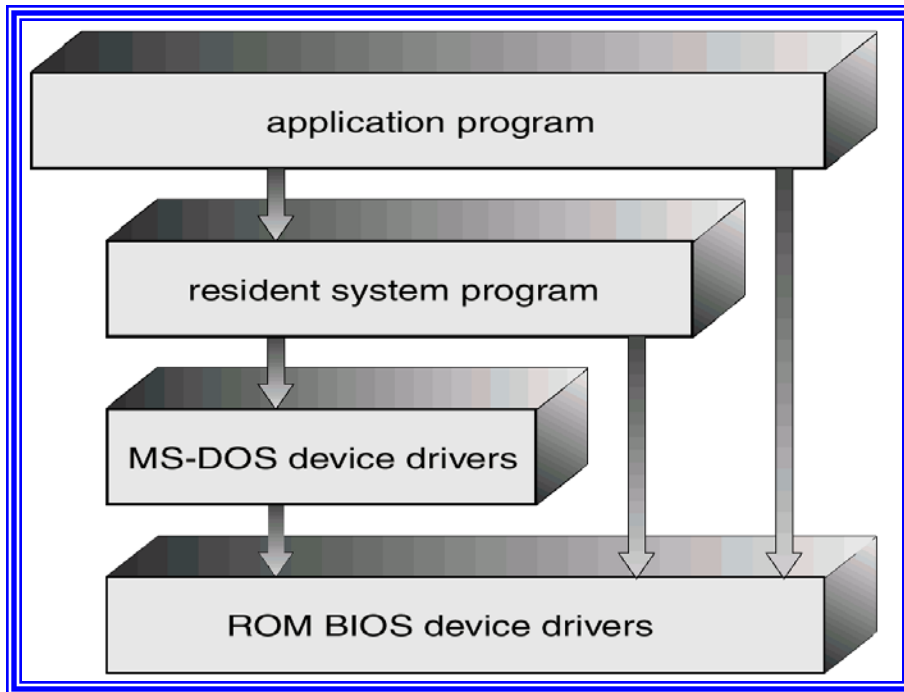 application program
resident system program
MS-DOS device drivers
ROM BIOS device drivers